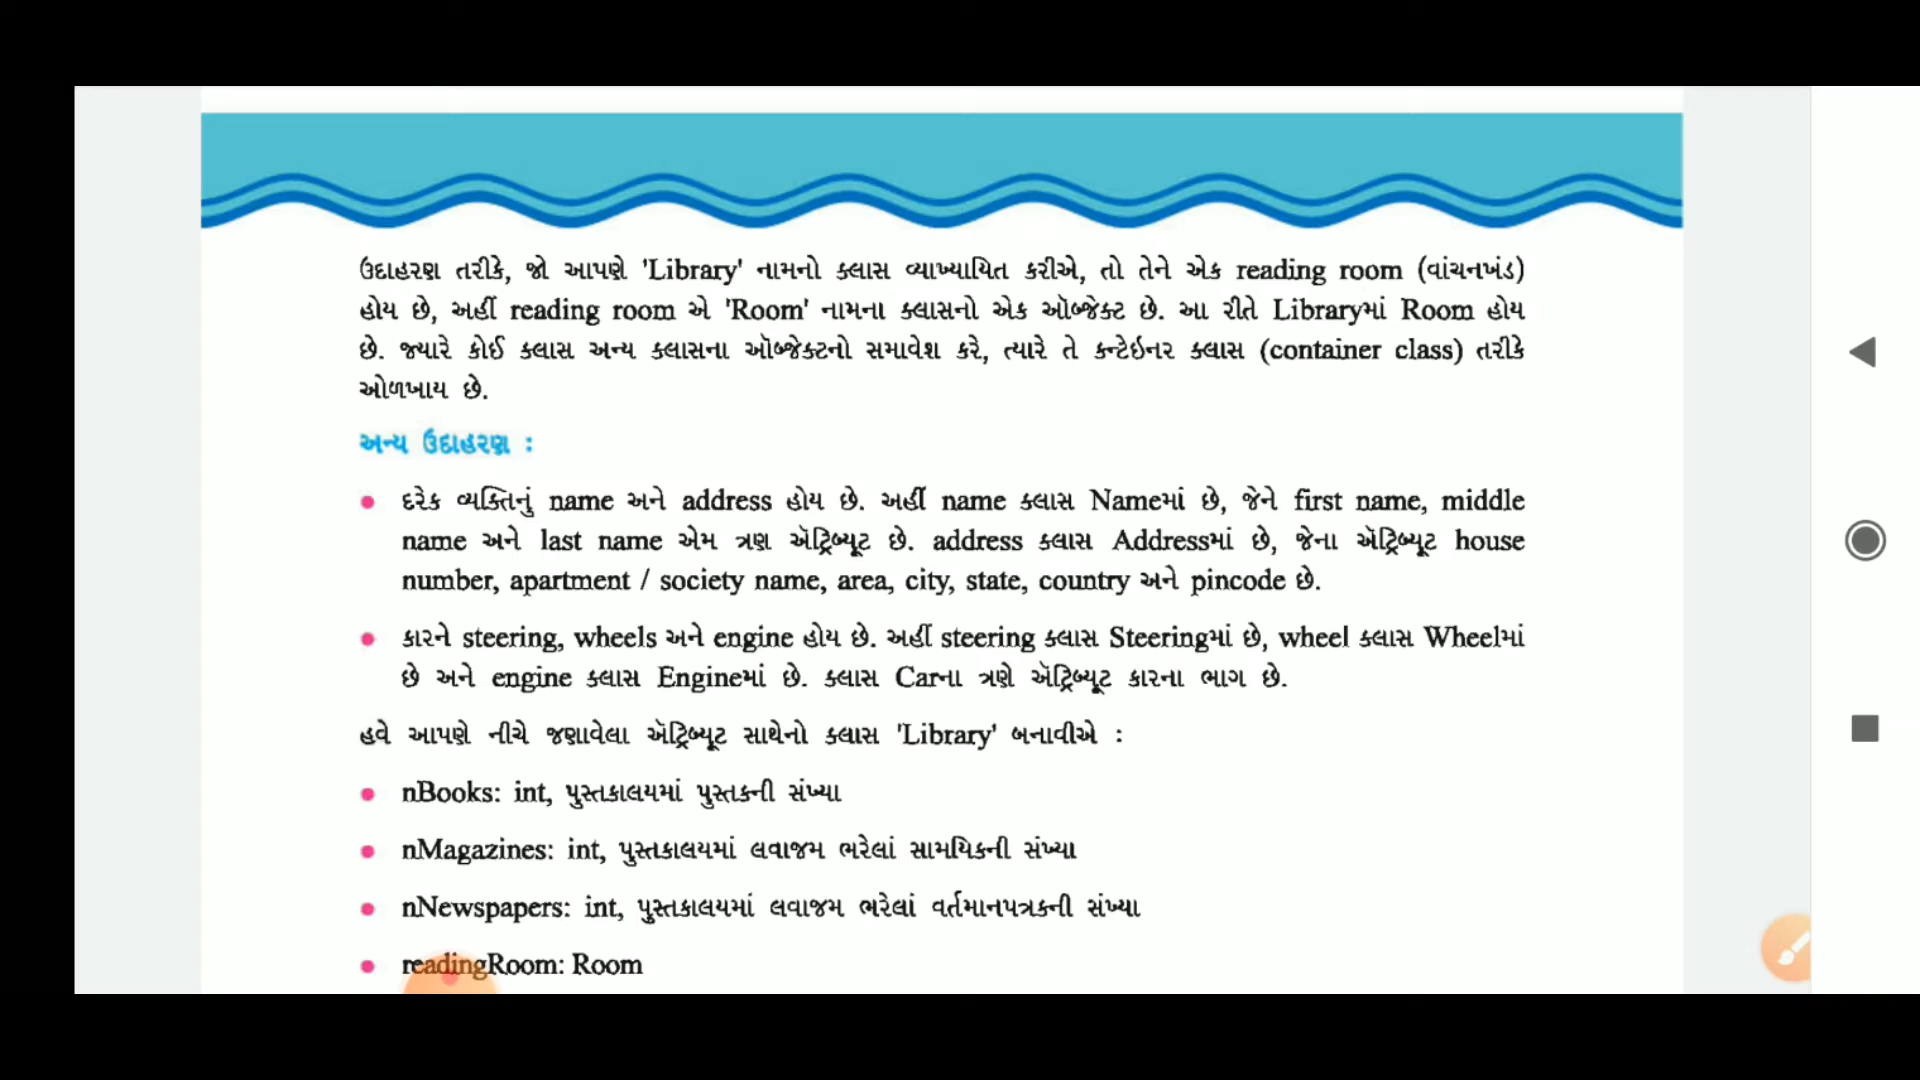 ઉદાહરણ તરીકે, જો આપણે 'Library' નામનો ક્લાસ વ્યાખ્યાયિત કરીએ, તો તેને એક reading room (વાંચનખંડ)
હોય છે, અહીં reading room એ 'Room' નામના ક્લાસનો એક ઑબ્જેક્ટ છે. આ રીતે Libraryમાં Room હોય
છે. જ્યારે કોઈ ક્લાસ અન્ય ક્લાસના ઑબ્જેક્ટનો સમાવેશ કરે, ત્યારે તે કન્ટેઇનર ક્લાસ (container class) તરીકે
ઓળખાય છે.
અન્ય ઉદાહરણ :
• દરેક વ્યક્તિનું name અને address હોય છે. અહીં name ક્લાસ Nameમાં છે, જેને first name, middle
name અને last name એમ ત્રણ ઍટ્રિબ્યૂટ છે. address ક્લાસ Addressમાં છે, જેના ઍટ્રિબ્યૂટ house
number, apartment / society name, area, city, state, country અને pincode છે.
• કારને steering, wheels અને engine હોય છે. અહીં steering ક્લાસ Steeringમાં છે, wheel ક્લાસ Wheelમાં
છે અને engine ક્લાસ Engineમાં છે. ક્લાસ Carના ત્રણે ઍટ્રિબ્યૂટ કારના ભાગ છે.
હવે આપણે નીચે જણાવેલા ઍટ્રિબ્યૂટ સાથેનો ક્લાસ 'Library' બનાવીએ :
• nBooks: int, પુસ્તકાલયમાં પુસ્તકની સંખ્યા
• nMagazines: int, પુસ્તકાલયમાં લવાજમ ભરેલાં સામયિકની સંખ્યા
• nNewspapers: int, પુસ્તકાલયમાં લવાજમ ભરેલાં વર્તમાનપત્રકની સંખ્યા
• readingRoom: Room